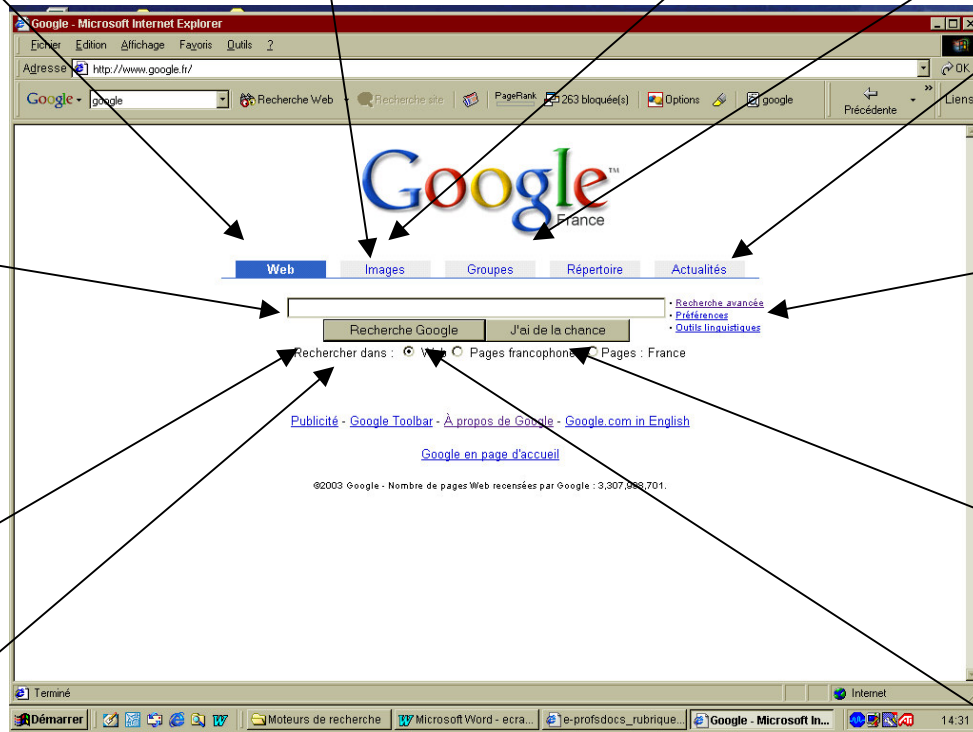 Google - Microsoft Internet Explorer
Fichier Edition Affichage Favoris Outils ?
Adresse http://www.google.fr/ OK
Google google Recherche Web Recherche site PageRank 263 bloquée(s) Options google Précédente » Liens
Google™
France
Web Images Groupes Répertoire Actualités
• Recherche avancée
• Préférences
• Outils linguistiques
Recherche Google J'ai de la chance
Rechercher dans : Web Pages francophones Pages : France
Publicité - Google Toolbar - À propos de Google - Google.com in English
Google en page d'accueil
©2003 Google - Nombre de pages Web recensées par Google : 3,307,998,701.
Terminé Internet
Démarrer Moteurs de recherche Microsoft Word - ecra... e-profsdocs_rubrique... Google - Microsoft In... 14:31